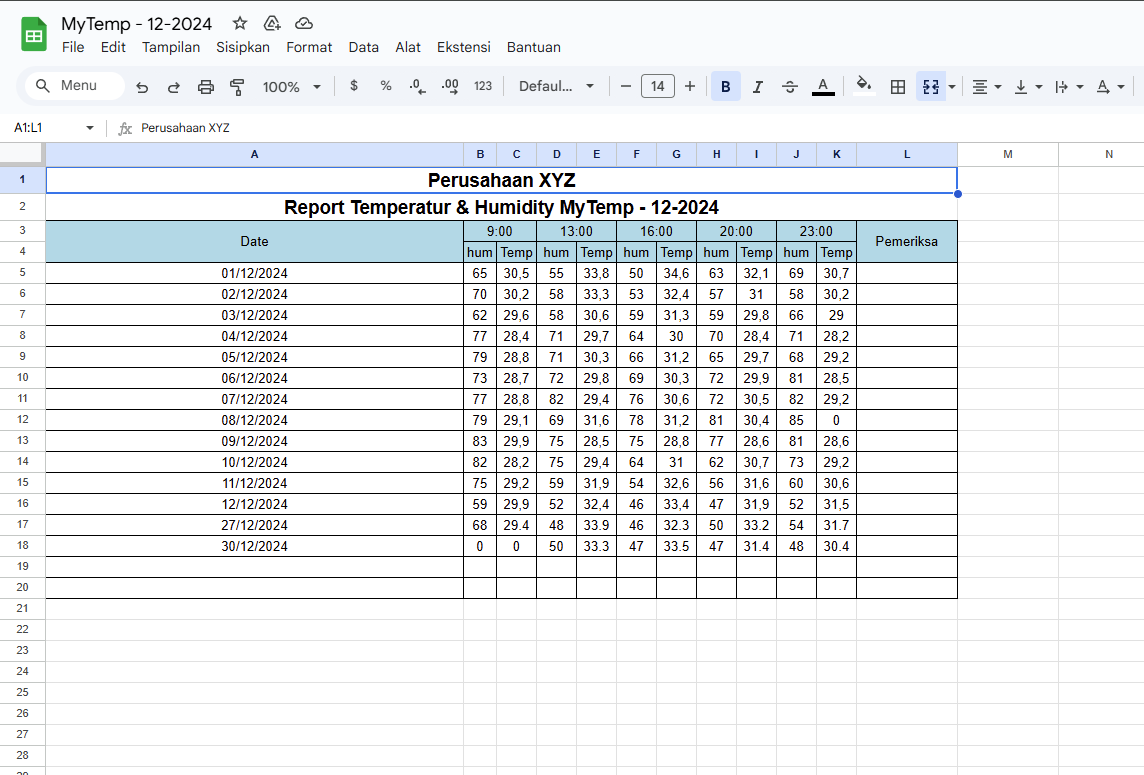 MyTemp - 12-2024
File Edit Tampilan Sisipkan Format Data Alat Ekstensi Bantuan
Menu 100% $ % .0 .00 123 Defaul... − 14 + B I S A A
A1:L1 fx Perusahaan XYZ
A B C D E F G H I J K L M N
1 Perusahaan XYZ
2 Report Temperatur & Humidity MyTemp - 12-2024
3 Date 9:00 13:00 16:00 20:00 23:00 Pemeriksa
4 hum Temp hum Temp hum Temp hum Temp hum Temp
5 01/12/2024 65 30,5 55 33,8 50 34,6 63 32,1 69 30,7
6 02/12/2024 70 30,2 58 33,3 53 32,4 57 31 58 30,2
7 03/12/2024 62 29,6 58 30,6 59 31,3 59 29,8 66 29
8 04/12/2024 77 28,4 71 29,7 64 30 70 28,4 71 28,2
9 05/12/2024 79 28,8 71 30,3 66 31,2 65 29,7 68 29,2
10 06/12/2024 73 28,7 72 29,8 69 30,3 72 29,9 81 28,5
11 07/12/2024 77 28,8 82 29,4 76 30,6 72 30,5 82 29,2
12 08/12/2024 79 29,1 69 31,6 78 31,2 81 30,4 85 0
13 09/12/2024 83 29,9 75 28,5 75 28,8 77 28,6 81 28,6
14 10/12/2024 82 28,2 75 29,4 64 31 62 30,7 73 29,2
15 11/12/2024 75 29,2 59 31,9 54 32,6 56 31,6 60 30,6
16 12/12/2024 59 29,9 52 32,4 46 33,4 47 31,9 52 31,5
17 27/12/2024 68 29.4 48 33.9 46 32.3 50 33.2 54 31.7
18 30/12/2024 0 0 50 33.3 47 33.5 47 31.4 48 30.4
19
20
21
22
23
24
25
26
27
28